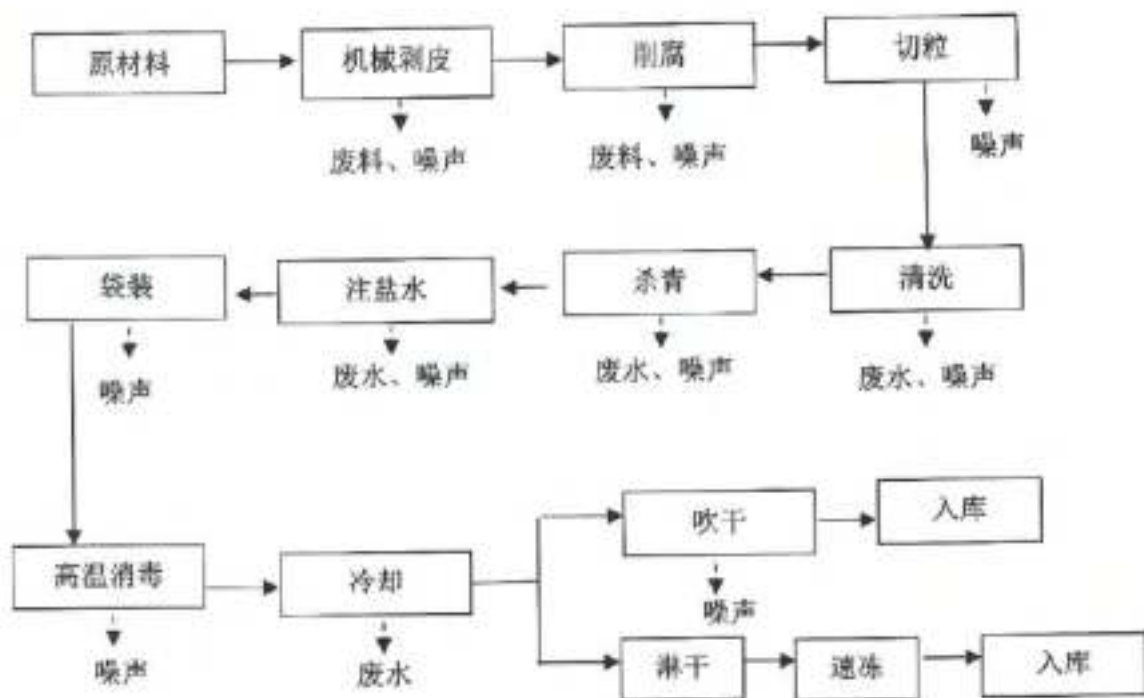 原材料
机械剥皮
削腐
切粒
废料、噪声
废料、噪声
噪声
袋装
注盐水
杀青
清洗
噪声
废水、噪声
废水、噪声
废水、噪声
高温消毒
冷却
吹干
入库
噪声
噪声
废水
淋干
速冻
入库